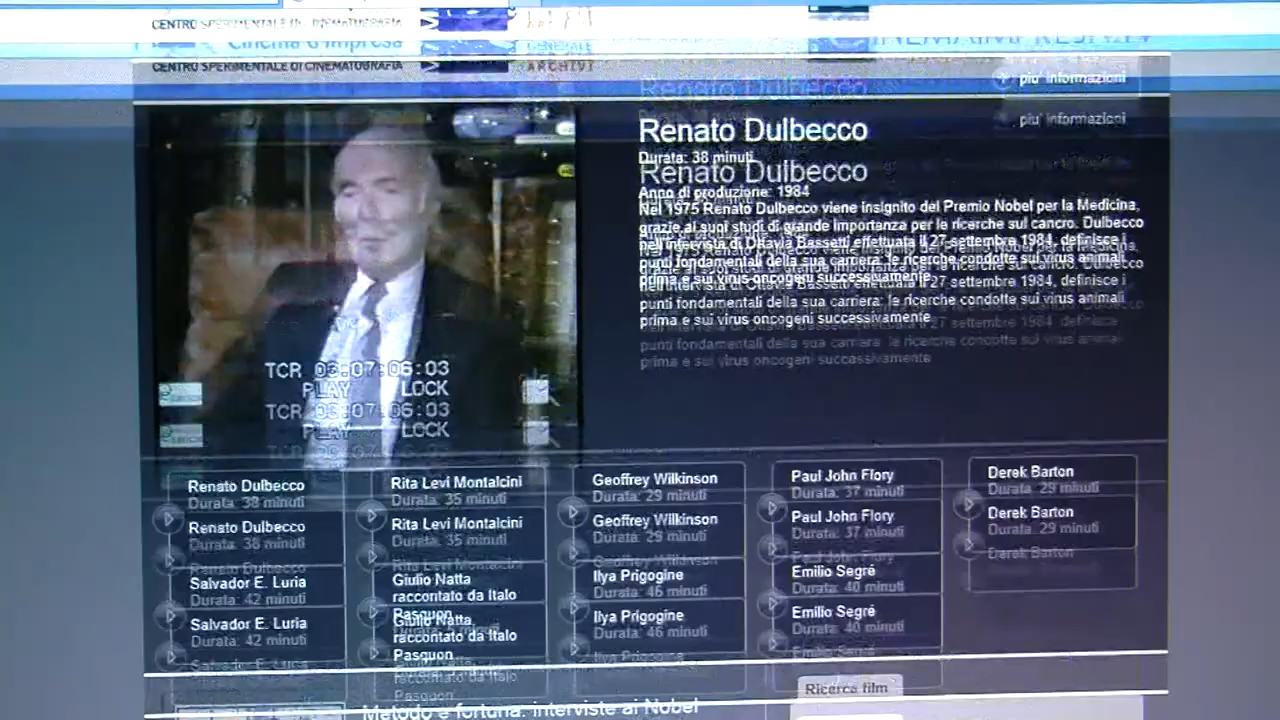 CENTRO SPERIMENTALE DI CINEMATOGRAFIA
Cinema d'impresa
GENERALE
ARCHIVI
piu' informazioni
Renato Dulbecco
Durata: 38 minuti
Anno di produzione: 1984
Nel 1975 Renato Dulbecco viene insignito del Premio Nobel per la Medicina,
grazie ai suoi studi di grande importanza per le ricerche sul cancro. Dulbecco
nell'intervista di Ottavia Bassetti effettuata il 27 settembre 1984, definisce i
punti fondamentali della sua carriera: le ricerche condotte sui virus animali
prima e sui virus oncogeni successivamente
TCR 03:07:06:03
PLAY LOCK
Renato Dulbecco
Durata: 38 minuti
Rita Levi Montalcini
Durata: 35 minuti
Geoffrey Wilkinson
Durata: 29 minuti
Paul John Flory
Durata: 37 minuti
Derek Barton
Durata: 29 minuti
Salvador E. Luria
Durata: 42 minuti
Giulio Natta
raccontato da Italo
Pasquon
Ilya Prigogine
Durata: 46 minuti
Emilio Segré
Durata: 40 minuti
Ricerca film
Metodo e fortuna: interviste ai Nobel